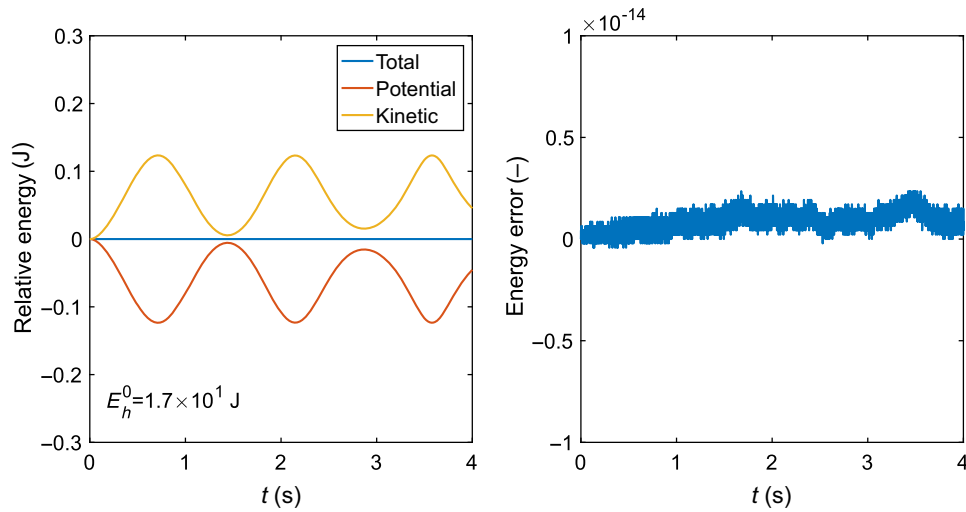 0.3
0.2
0.1
0
−0.1
−0.2
−0.3
Relative energy (J)
Total
Potential
Kinetic
E_h^0=1.7×10^1 J
0 1 2 3 4
t (s)
×10^-14
1
0.5
0
−0.5
−1
Energy error (–)
0 1 2 3 4
t (s)